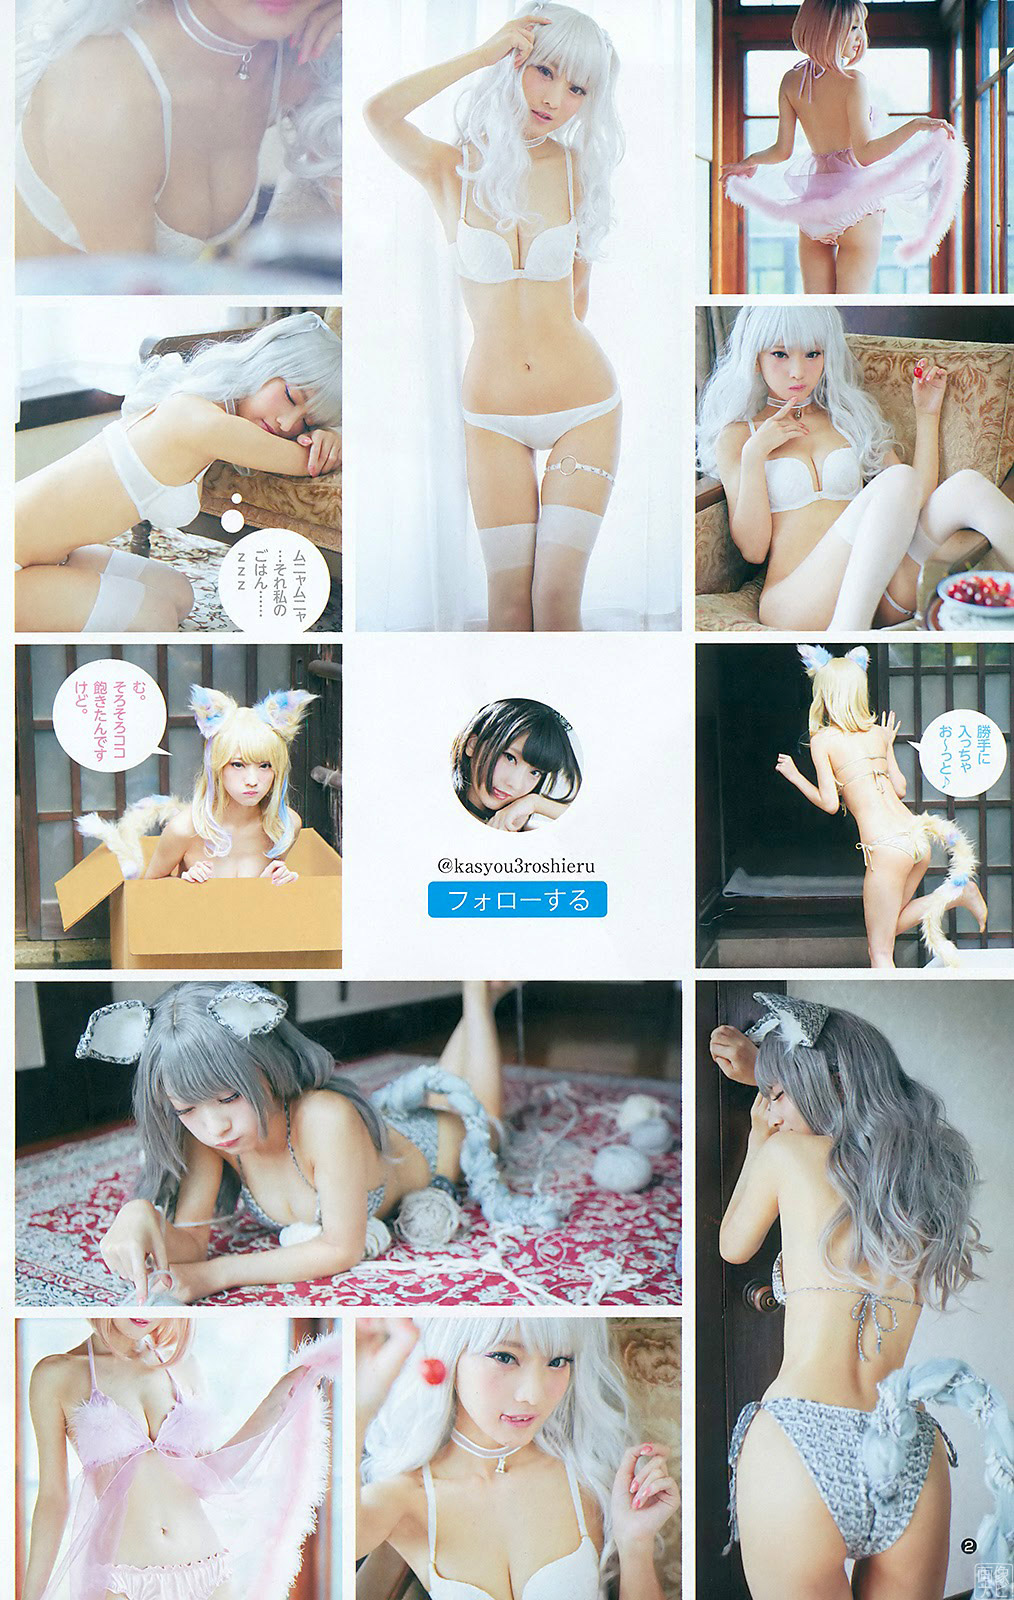 ムニャムニャ
…それ私の
ごはん……
zzz
む。
そろそろココ
飽きたんです
けど。
勝手に
入っちゃ
お〜っと♪
@kasyou3roshieru
フォローする
2